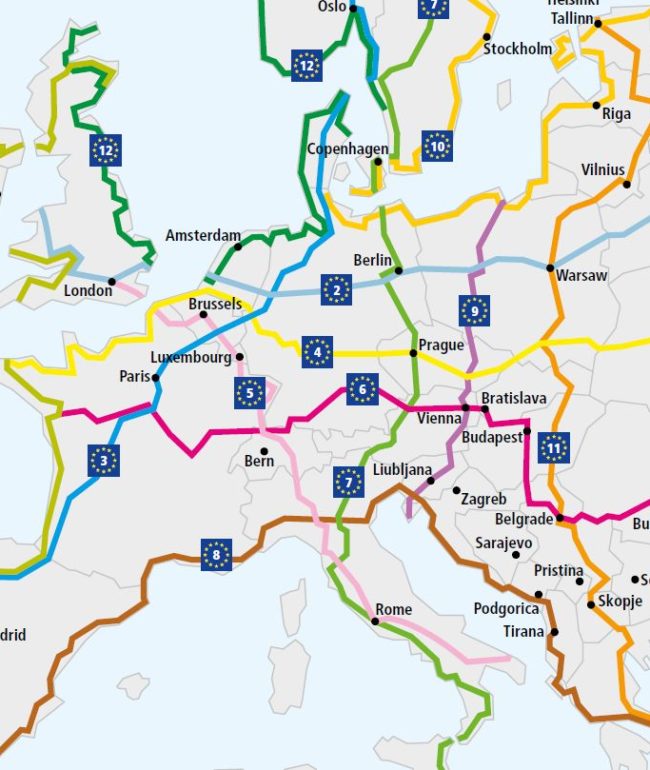 Helsinki
Oslo
7
Tallinn
Stockholm
12
Riga
12
Copenhagen
10
Vilnius
Amsterdam
Berlin
Warsaw
London
2
Brussels
9
Prague
Luxembourg
4
Paris
5
6
Bratislava
Vienna
Budapest
11
Bern
3
Liubljana
7
Zagreb
Belgrade
Bu
Sarajevo
8
Pristina
So
Podgorica
Skopje
Rome
Tirana
drid